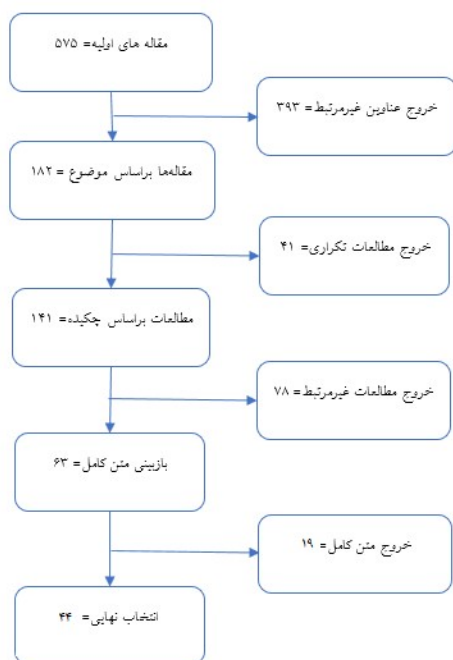 مقاله های اولیه= ۵۷۵
خروج عناوین غیرمرتبط= ۳۹۳
مقاله‌ها براساس موضوع = ۱۸۲
خروج مطالعات تکراری= ۴۱
مطالعات براساس چکیده= ۱۴۱
خروج مطالعات غیرمرتبط= ۷۸
بازبینی متن کامل= ۶۳
خروج متن کامل= ۱۹
انتخاب نهایی= ۴۴